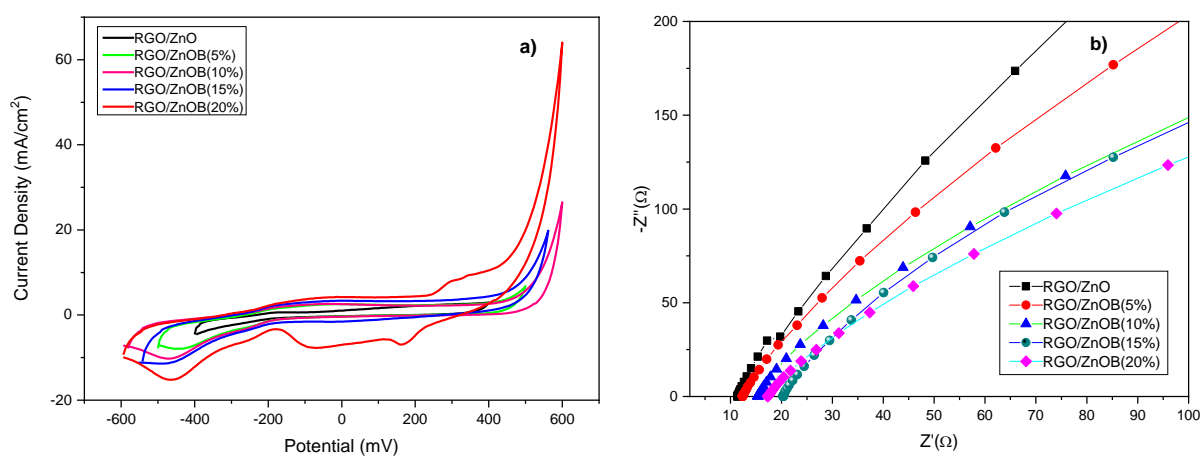 a)
RGO/ZnO
RGO/ZnOB(5%)
RGO/ZnOB(10%)
RGO/ZnOB(15%)
RGO/ZnOB(20%)
60
40
20
0
-20
Current Density (mA/cm²)
-600 -400 -200 0 200 400 600
Potential (mV)
b)
-200
-150
-100
-50
0
-Z''(Ω)
RGO/ZnO
RGO/ZnOB(5%)
RGO/ZnOB(10%)
RGO/ZnOB(15%)
RGO/ZnOB(20%)
10 20 30 40 50 60 70 80 90 100
Z'(Ω)